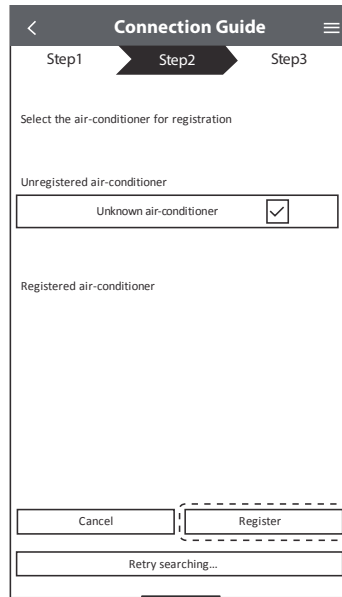 Connection Guide
Step1 Step2 Step3
Select the air-conditioner for registration
Unregistered air-conditioner
Unknown air-conditioner
Registered air-conditioner
Cancel Register
Retry searching...